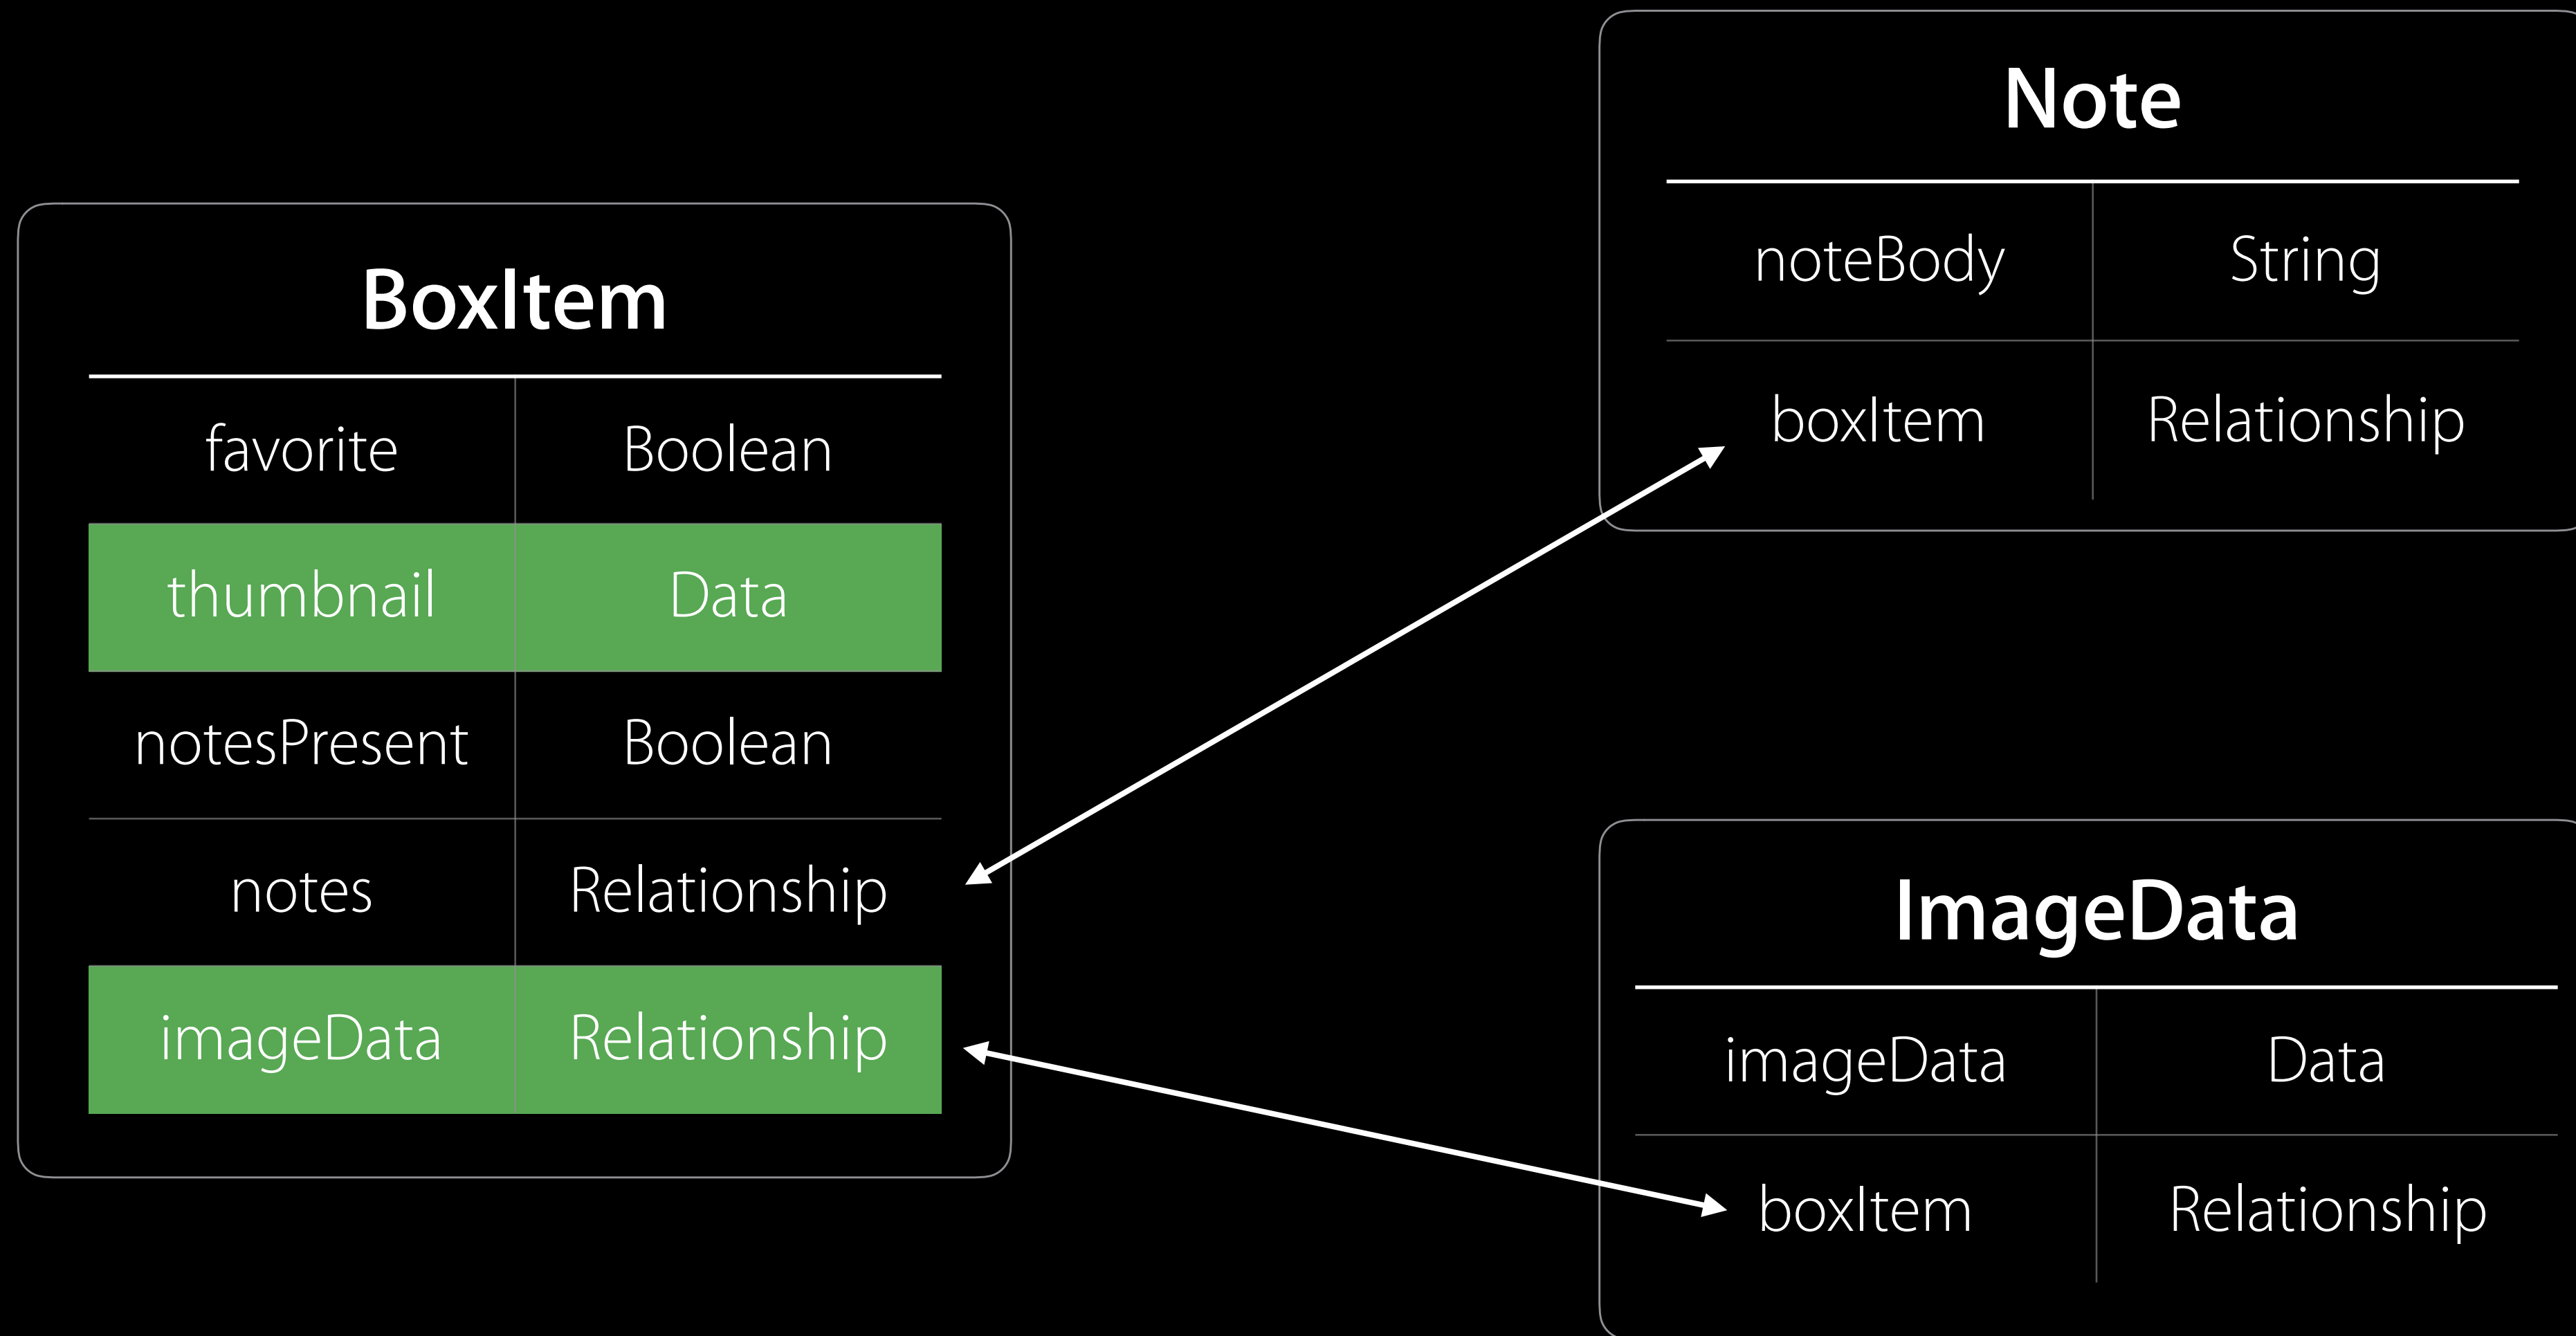 BoxItem
favorite Boolean
thumbnail Data
notesPresent Boolean
notes Relationship
imageData Relationship
Note
noteBody String
boxItem Relationship
ImageData
imageData Data
boxItem Relationship